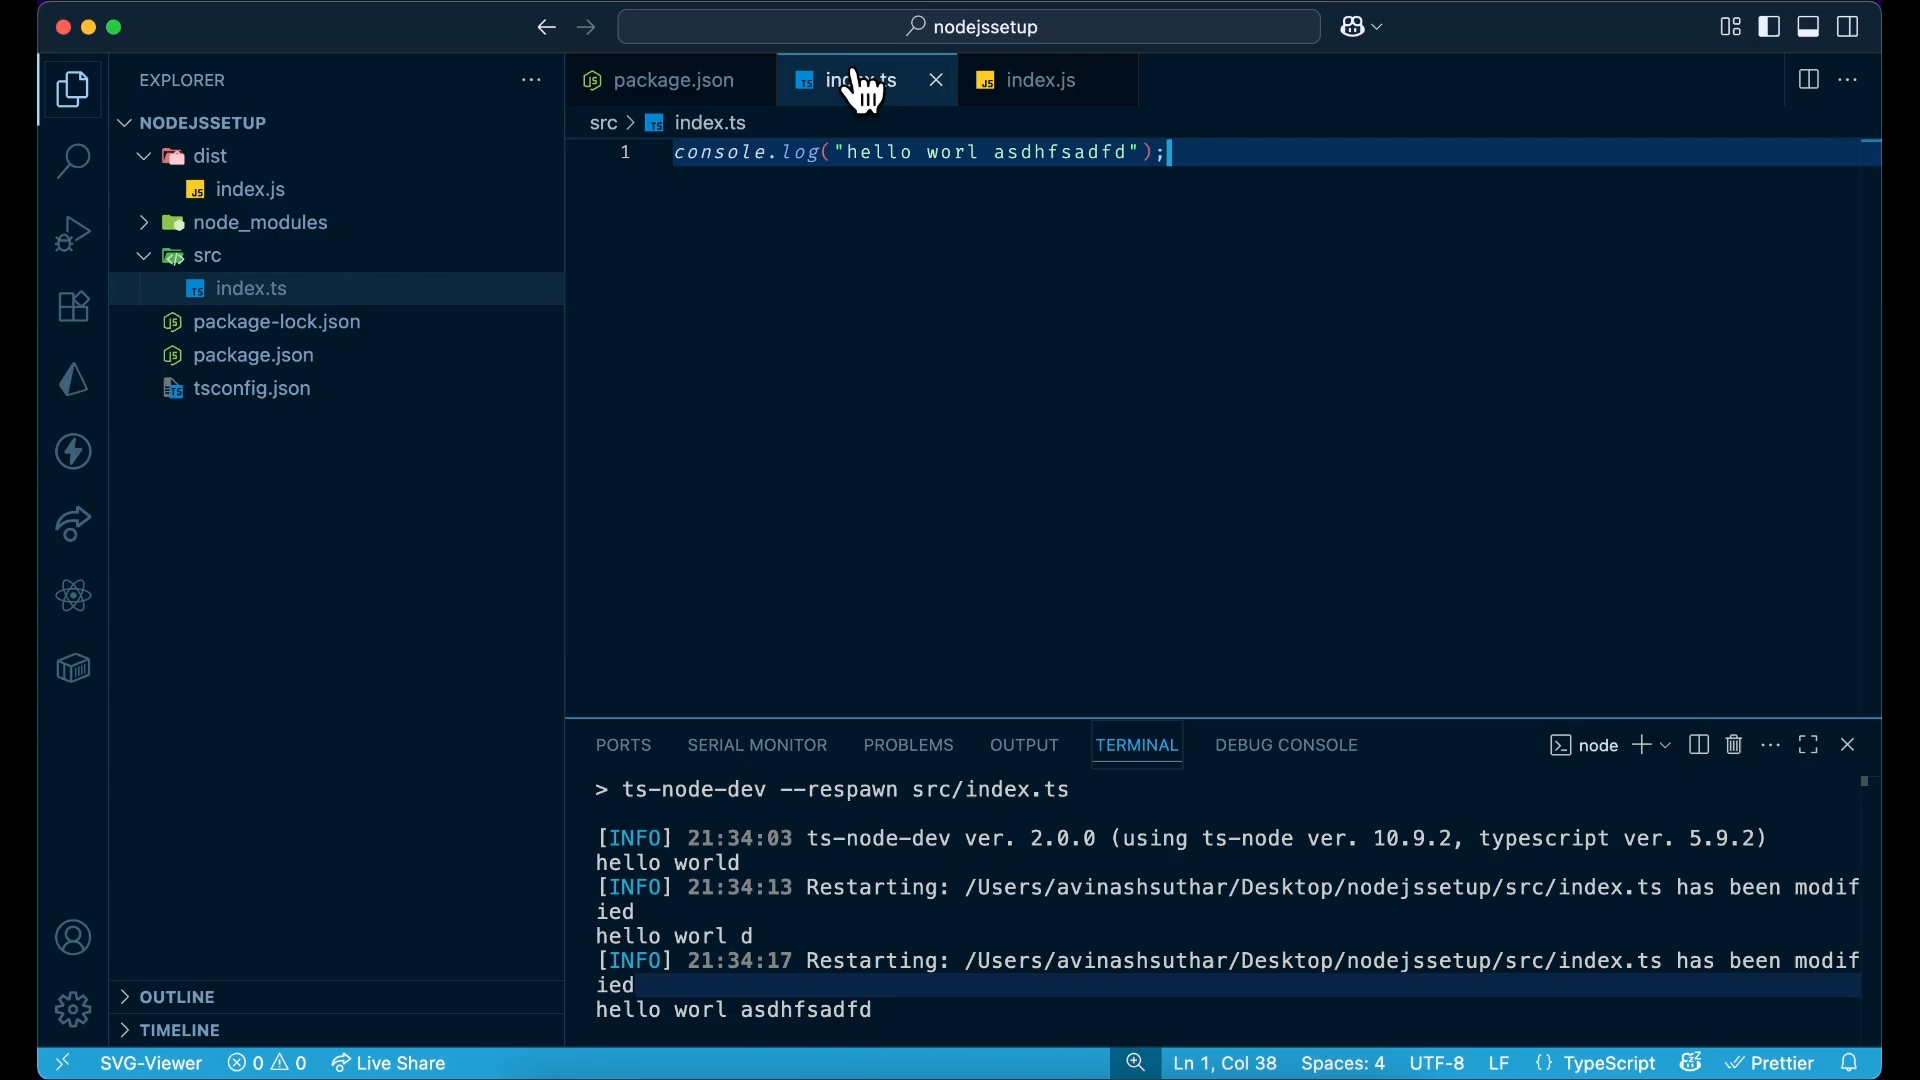 nodejssetup
EXPLORER
NODEJSSETUP
dist
index.js
node_modules
src
index.ts
package-lock.json
package.json
tsconfig.json
OUTLINE
TIMELINE
package.json
index.ts
index.js
src > index.ts
1 console.log("hello worl asdhfsadfd");
PORTS SERIAL MONITOR PROBLEMS OUTPUT TERMINAL DEBUG CONSOLE node
> ts-node-dev --respawn src/index.ts
[INFO] 21:34:03 ts-node-dev ver. 2.0.0 (using ts-node ver. 10.9.2, typescript ver. 5.9.2)
hello world
[INFO] 21:34:13 Restarting: /Users/avinashsuthar/Desktop/nodejssetup/src/index.ts has been modif
ied
hello worl d
[INFO] 21:34:17 Restarting: /Users/avinashsuthar/Desktop/nodejssetup/src/index.ts has been modif
ied
hello worl asdhfsadfd
SVG-Viewer 0 0 Live Share Ln 1, Col 38 Spaces: 4 UTF-8 LF {} TypeScript Prettier